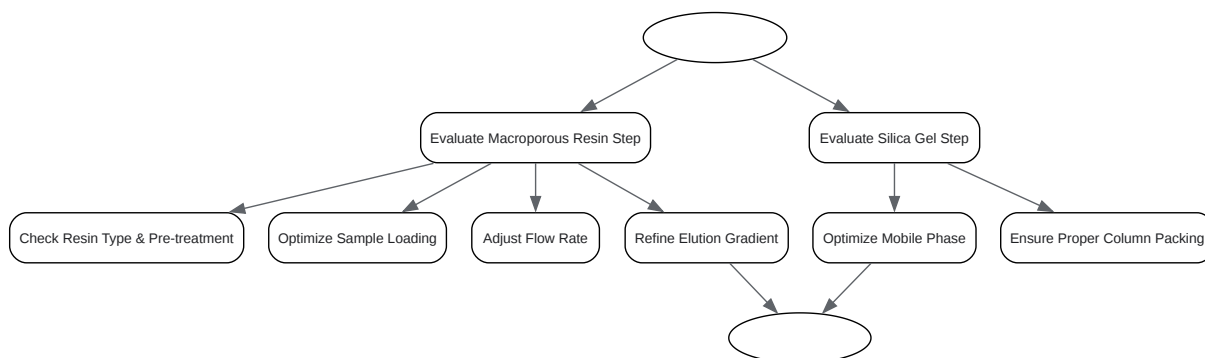 Evaluate Macroporous Resin Step
Evaluate Silica Gel Step
Check Resin Type & Pre-treatment
Optimize Sample Loading
Adjust Flow Rate
Refine Elution Gradient
Optimize Mobile Phase
Ensure Proper Column Packing